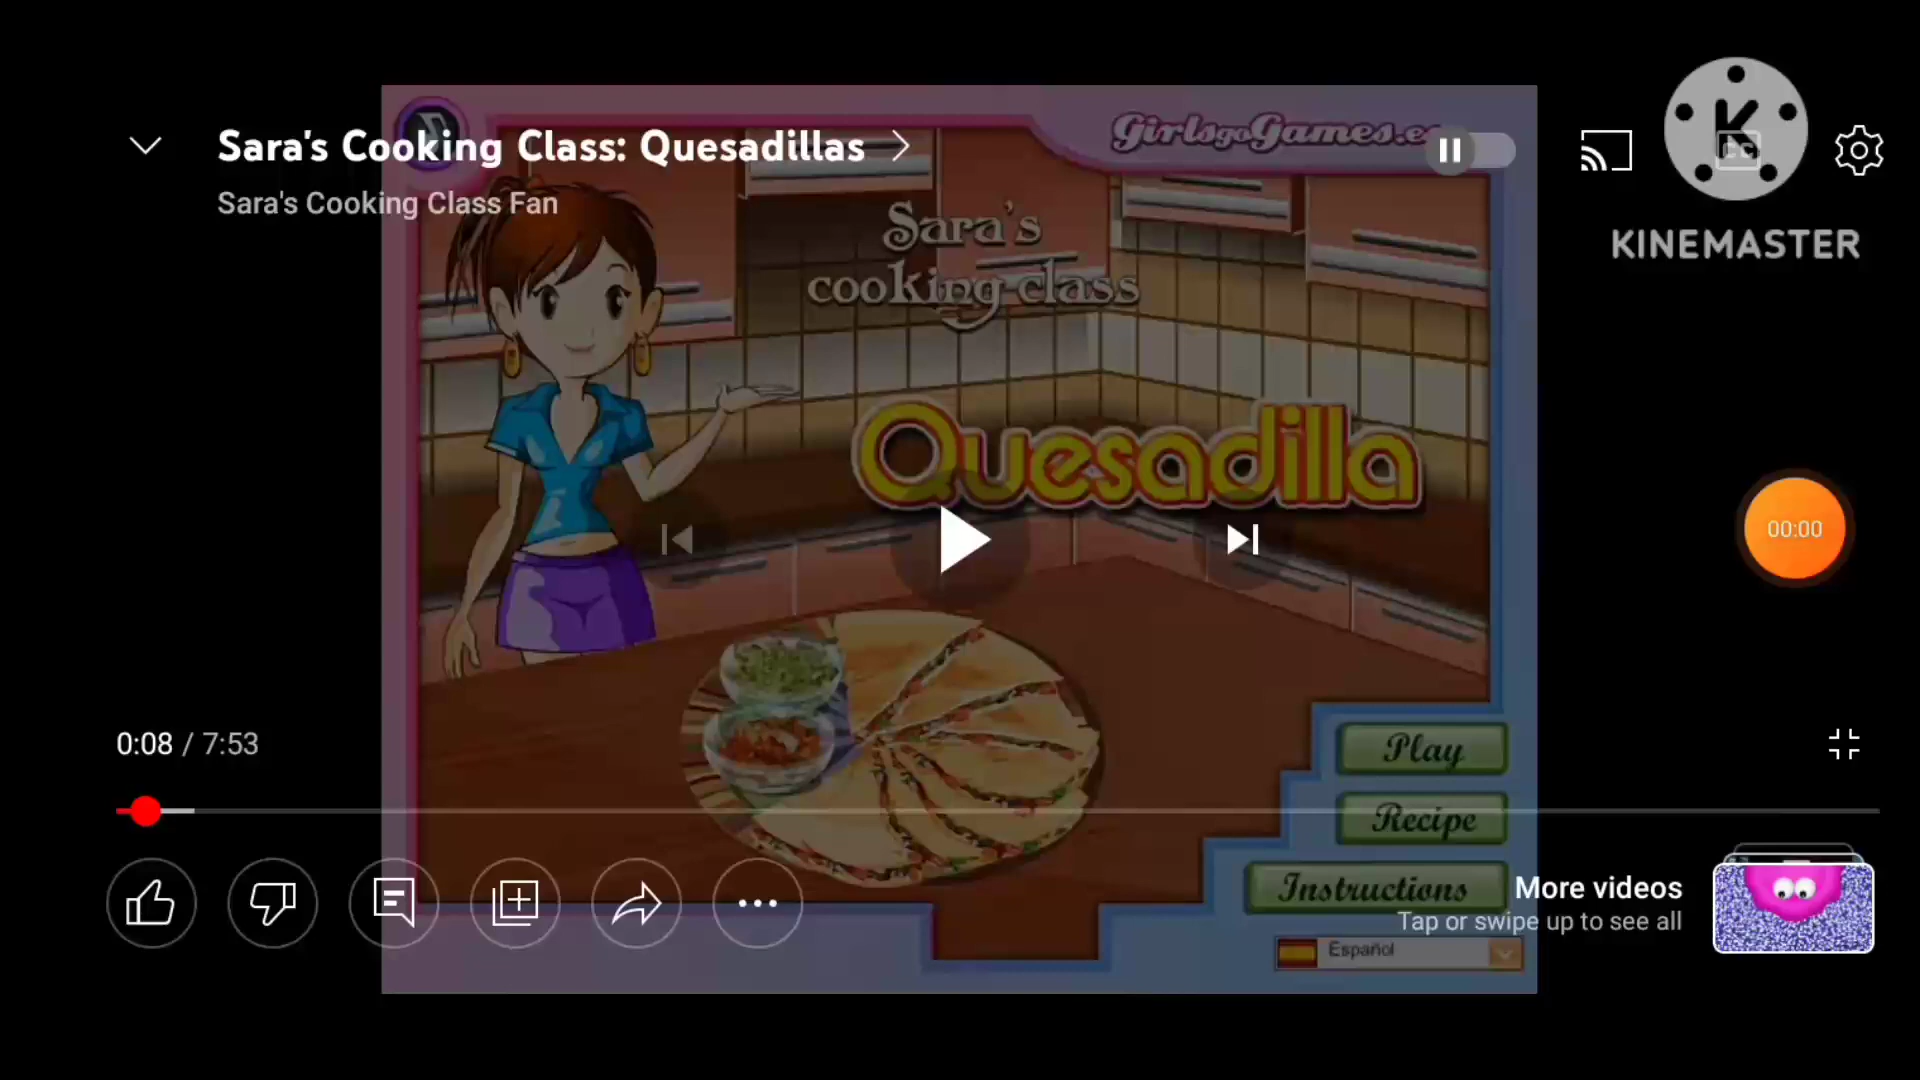 Sara's Cooking Class: Quesadillas
Sara's Cooking Class Fan
GirlsgoGames.e
K
CC
KINEMASTER
Sara's
cooking class
Quesadilla
00:00
0:08 / 7:53
Play
Recipe
Instructions
More videos
Tap or swipe up to see all
Español